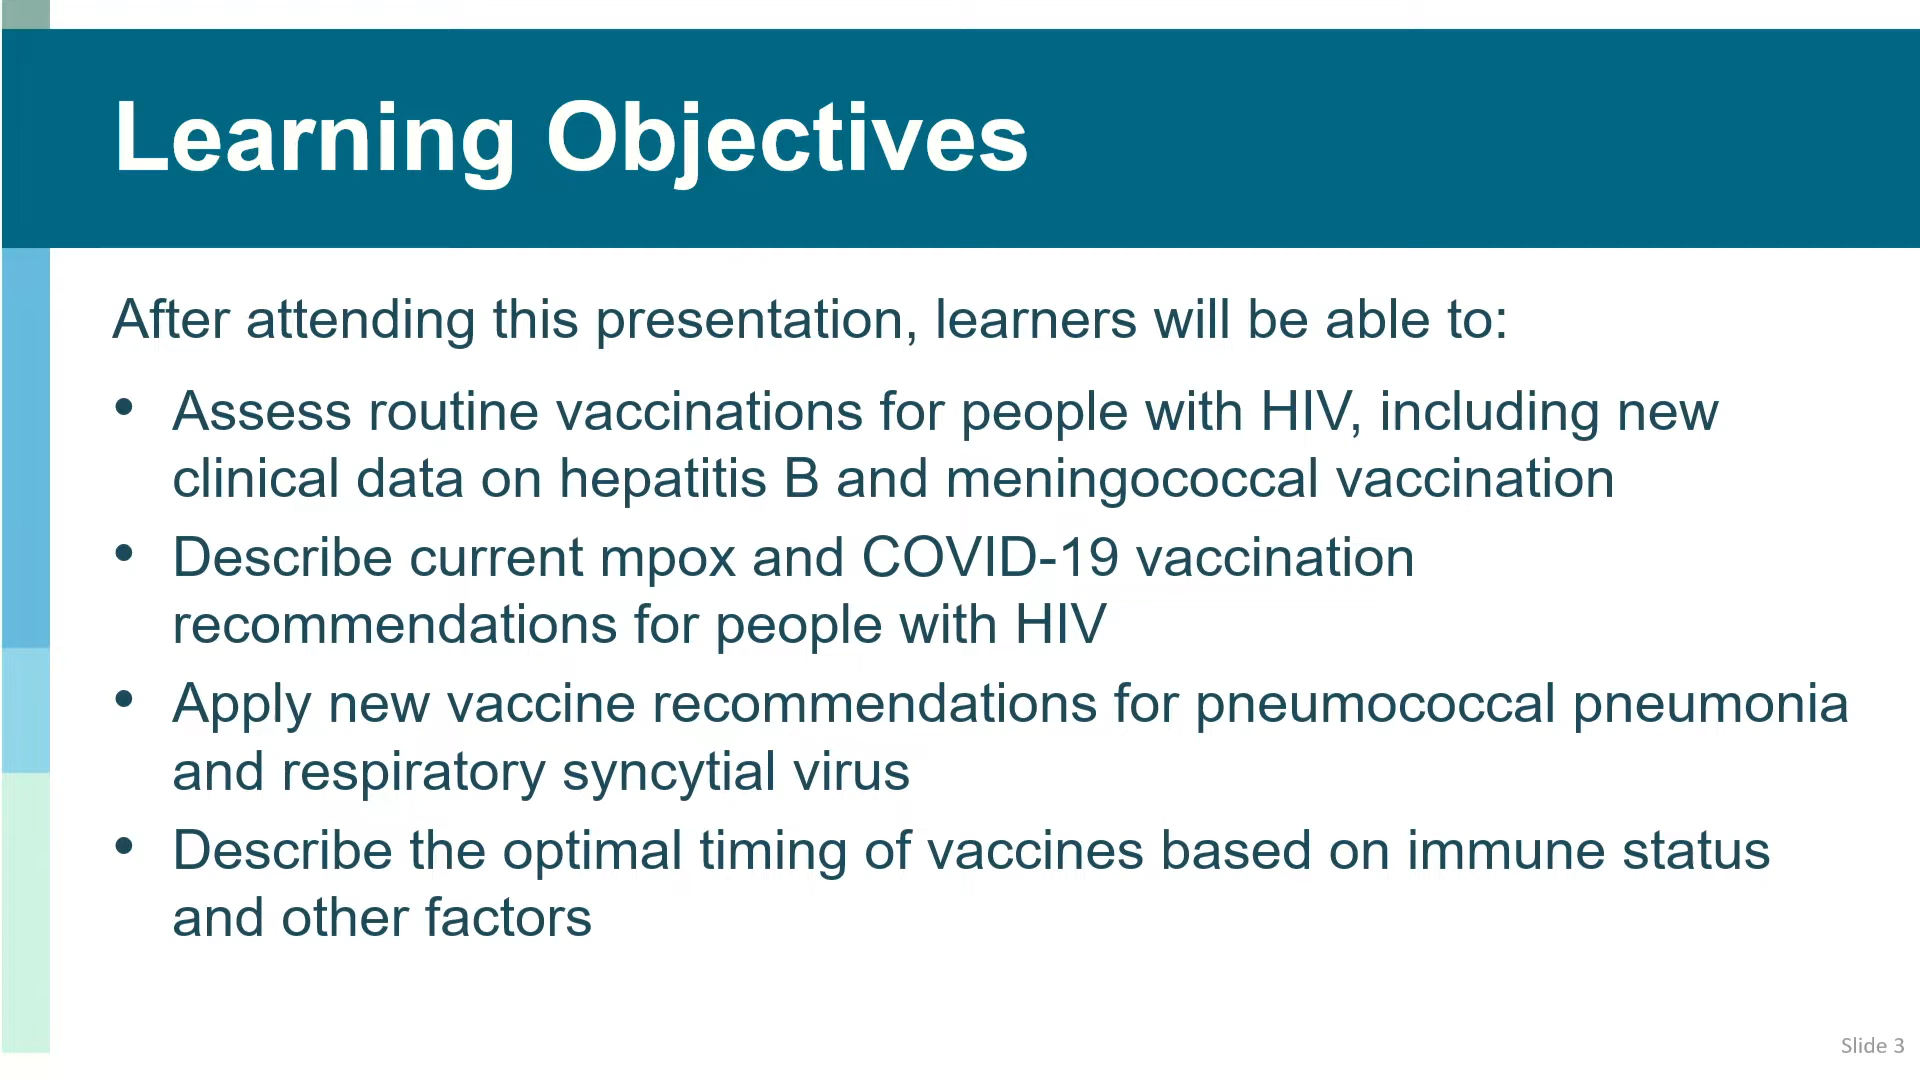 Learning Objectives
After attending this presentation, learners will be able to:
• Assess routine vaccinations for people with HIV, including new
clinical data on hepatitis B and meningococcal vaccination
• Describe current mpox and COVID-19 vaccination
recommendations for people with HIV
• Apply new vaccine recommendations for pneumococcal pneumonia
and respiratory syncytial virus
• Describe the optimal timing of vaccines based on immune status
and other factors
Slide 3